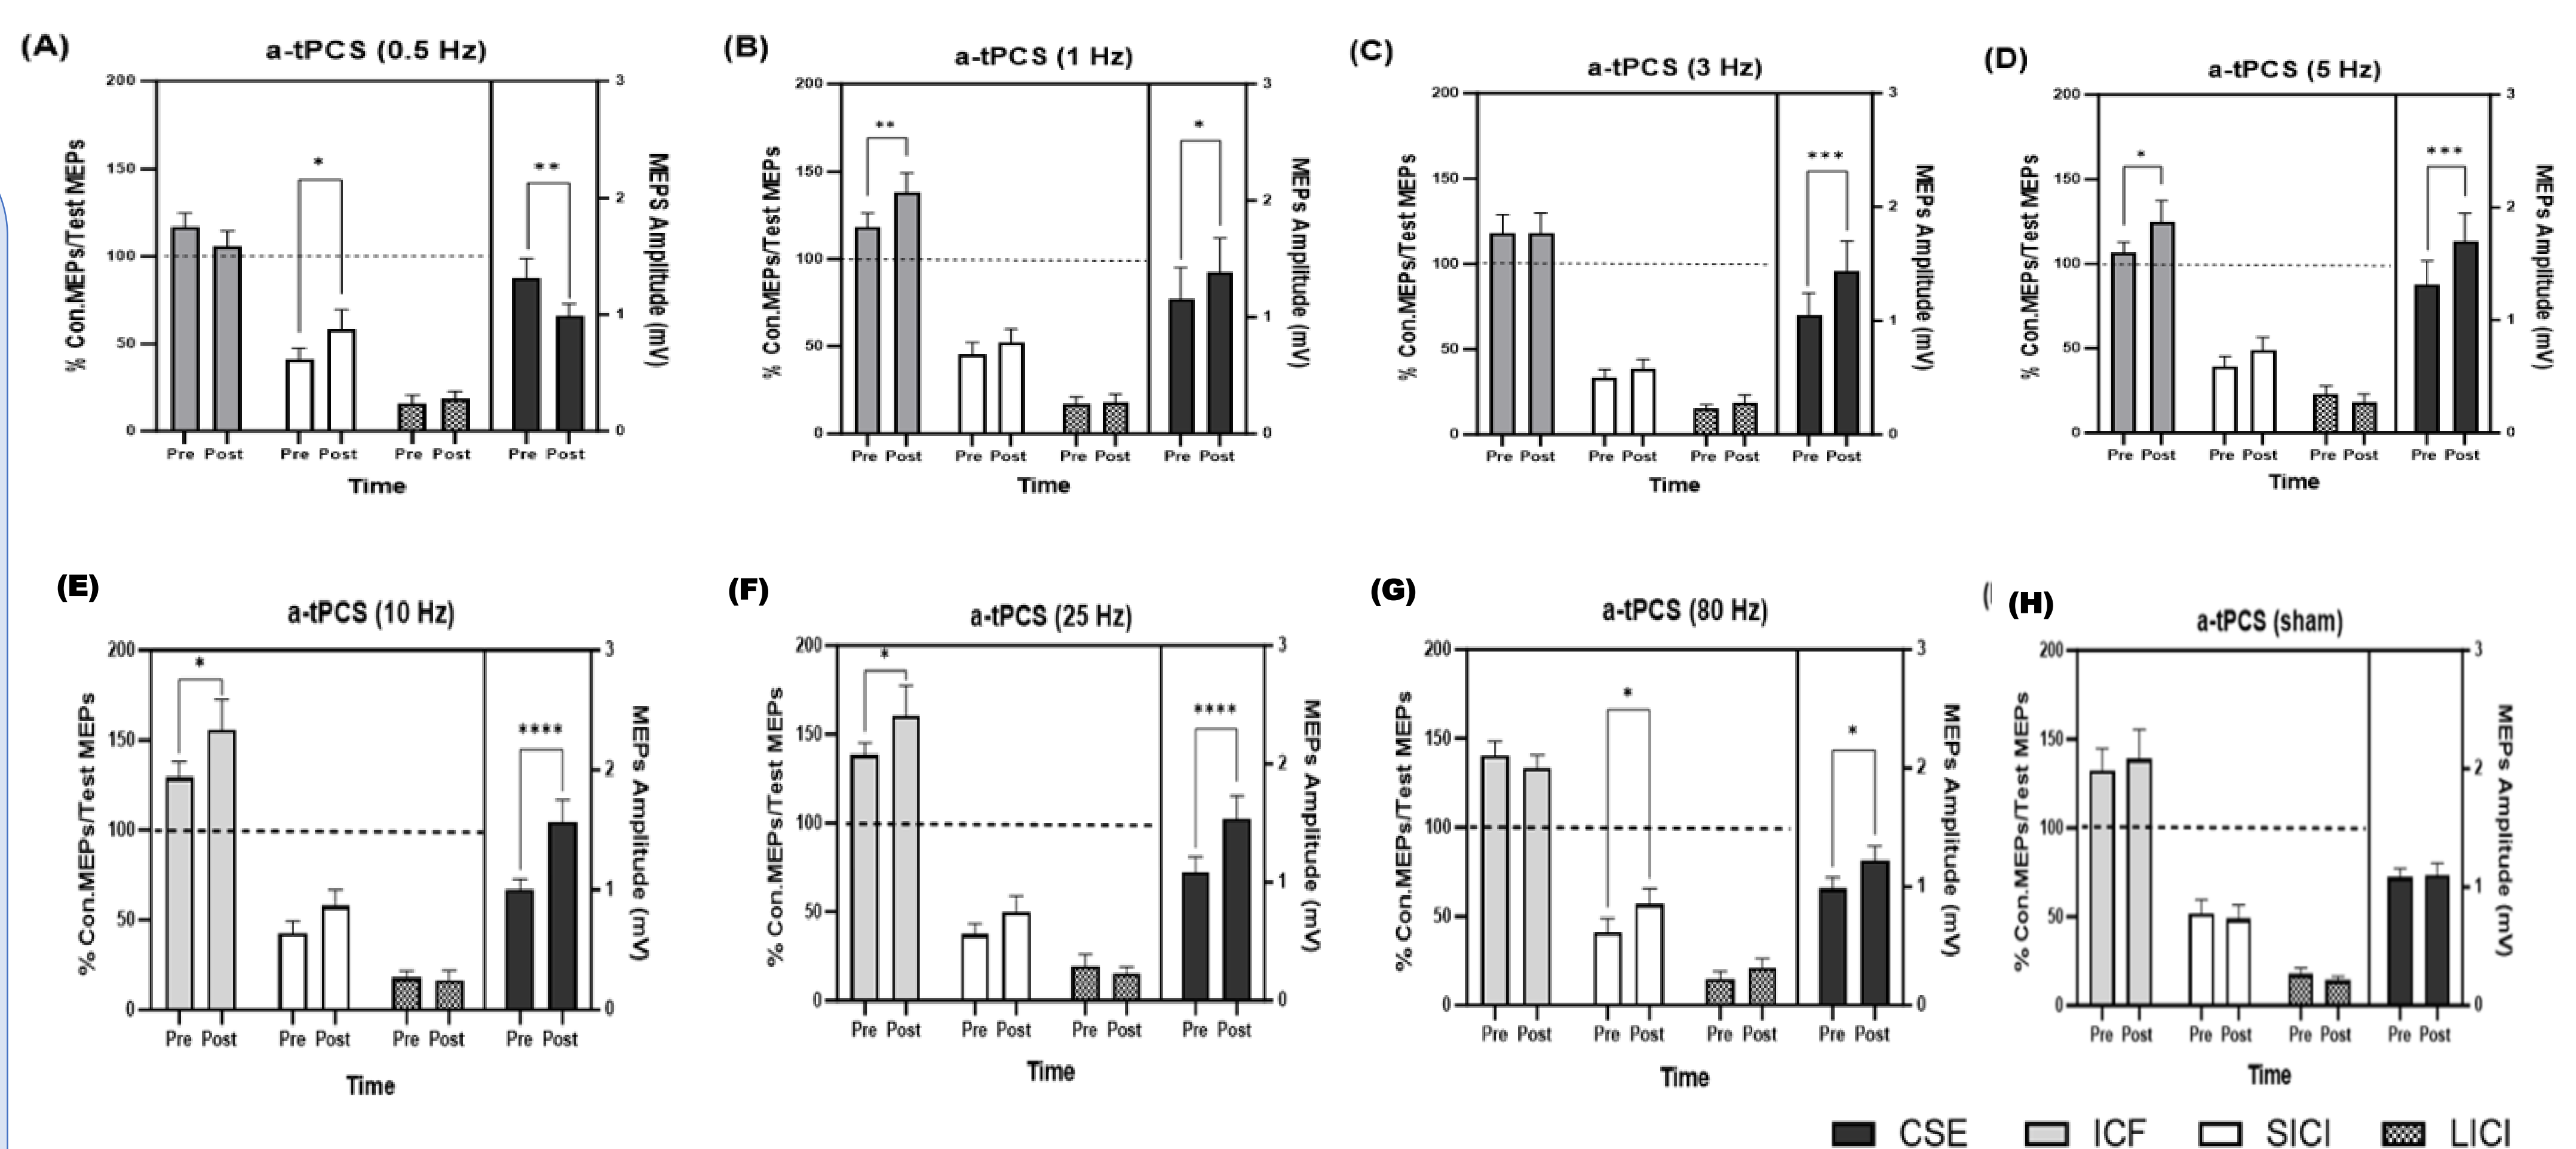 (A)
a-tPCS (0.5 Hz)
% Con.MEPs/Test MEPs
200
150
100
50
0
*
**
3
2
1
0
MEPS Amplitude (mV)
Pre Post Pre Post Pre Post Pre Post
Time
(B)
a-tPCS (1 Hz)
% Con.MEPs/Test MEPs
200
150
100
50
0
**
*
3
2
1
0
MEPs Amplitude (mV)
Pre Post Pre Post Pre Post Pre Post
Time
(C)
a-tPCS (3 Hz)
% Con.MEPs/Test MEPs
200
150
100
50
0
***
3
2
1
0
MEPs Amplitude (mV)
Pre Post Pre Post Pre Post Pre Post
Time
(D)
a-tPCS (5 Hz)
% Con.MEPs/Test MEPs
200
150
100
50
0
*
***
3
2
1
0
MEPs Amplitude (mV)
Pre Post Pre Post Pre Post Pre Post
Time
(E)
a-tPCS (10 Hz)
% Con.MEPs/Test MEPs
200
150
100
50
0
*
****
3
2
1
0
MEPs Amplitude (mV)
Pre Post Pre Post Pre Post Pre Post
Time
(F)
a-tPCS (25 Hz)
% Con.MEPs/Test MEPs
200
150
100
50
0
*
****
3
2
1
0
MEPs Amplitude (mV)
Pre Post Pre Post Pre Post Pre Post
Time
(G)
a-tPCS (80 Hz)
% Con.MEPs/Test MEPs
200
150
100
50
0
*
*
3
2
1
0
MEPs Amplitude (mV)
Pre Post Pre Post Pre Post Pre Post
Time
(H)
a-tPCS (sham)
% Con.MEPs/Test MEPs
200
150
100
50
0
3
2
1
0
MEPs Amplitude (mV)
Pre Post Pre Post Pre Post Pre Post
Time
CSE ICF SICI LICI